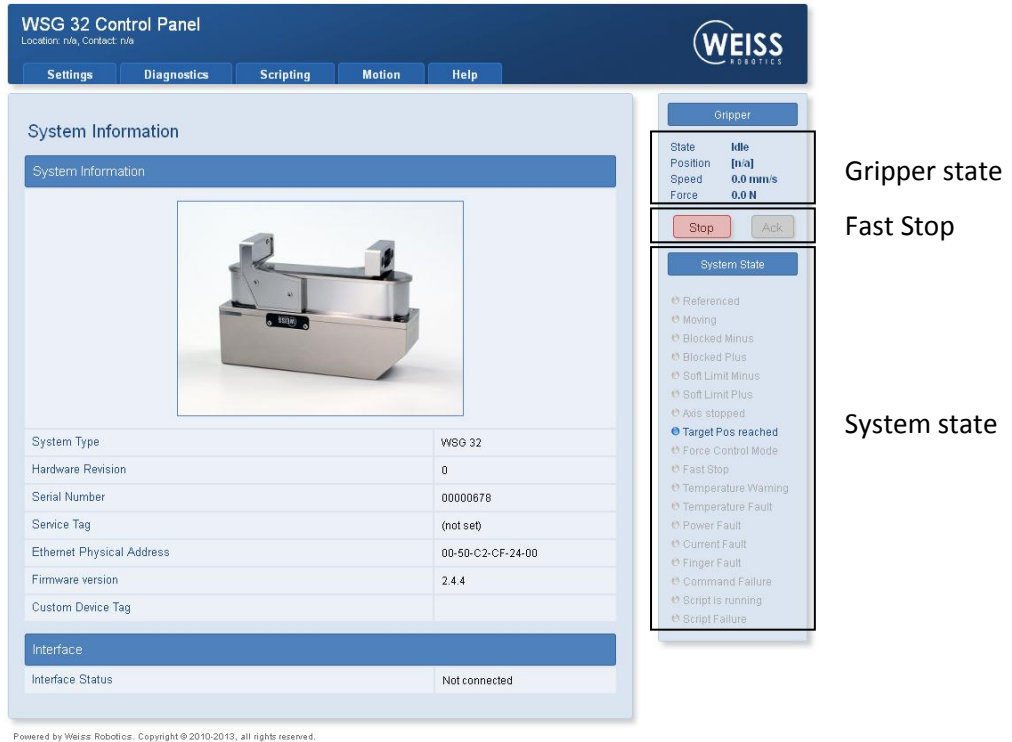 WSG 32 Control Panel
Location: n/a, Contact: n/a
WEISS
ROBOTICS
Settings Diagnostics Scripting Motion Help
System Information
System Information
System Type WSG 32
Hardware Revision 0
Serial Number 00000678
Service Tag (not set)
Ethernet Physical Address 00-50-C2-CF-24-00
Firmware version 2.4.4
Custom Device Tag
Interface
Interface Status Not connected
Gripper
State Idle
Position [n/a]
Speed 0.0 mm/s
Force 0.0 N
Gripper state
Stop Ack
Fast Stop
System State
Referenced
Moving
Blocked Minus
Blocked Plus
Soft Limit Minus
Soft Limit Plus
Axis stopped
Target Pos reached
Force Control Mode
Fast Stop
Temperature Warning
Temperature Fault
Power Fault
Current Fault
Finger Fault
Command Failure
Script is running
Script Failure
System state
Powered by Weiss Robotics. Copyright © 2010-2013, all rights reserved.